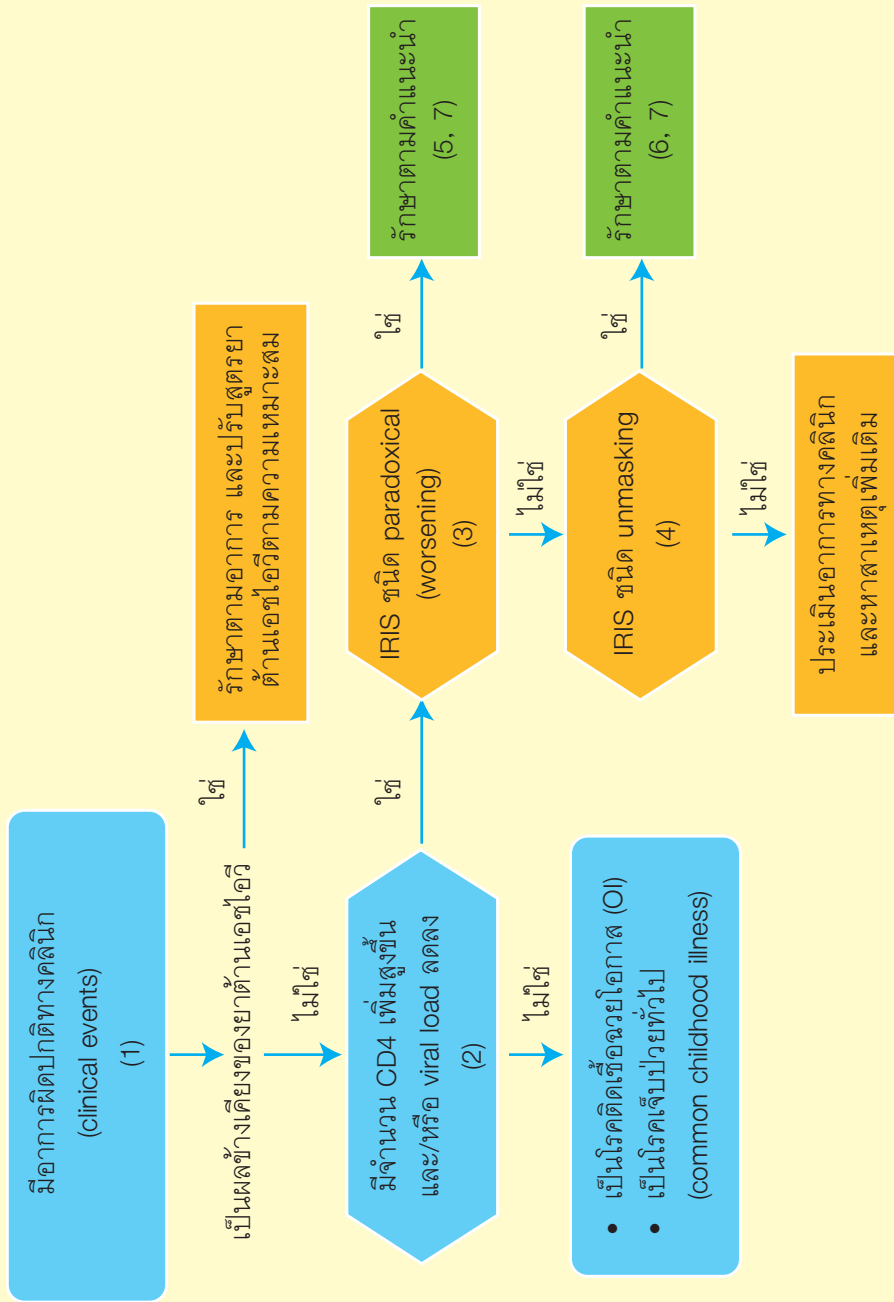 มีอาการผิดปกติทางคลินิก
(clinical events)
(1)
เป็นผลข้างเคียงของยาต้านเอชไอวี
ใช่
รักษาตามอาการ และปรับสูตรยา
ต้านเอชไอวีตามความเหมาะสม
ไม่ใช่
มีจำนวน CD4 เพิ่มสูงขึ้น
และ/หรือ viral load ลดลง
(2)
ใช่
IRIS ชนิด paradoxical
(worsening)
(3)
ใช่
รักษาตามคำแนะนำ
(5, 7)
ไม่ใช่
• เป็นโรคติดเชื้อฉวยโอกาส (OI)
• เป็นโรคเจ็บป่วยทั่วไป
(common childhood illness)
ไม่ใช่
IRIS ชนิด unmasking
(4)
ใช่
รักษาตามคำแนะนำ
(6, 7)
ไม่ใช่
ประเมินอาการทางคลินิก
และหาสาเหตุเพิ่มเติม